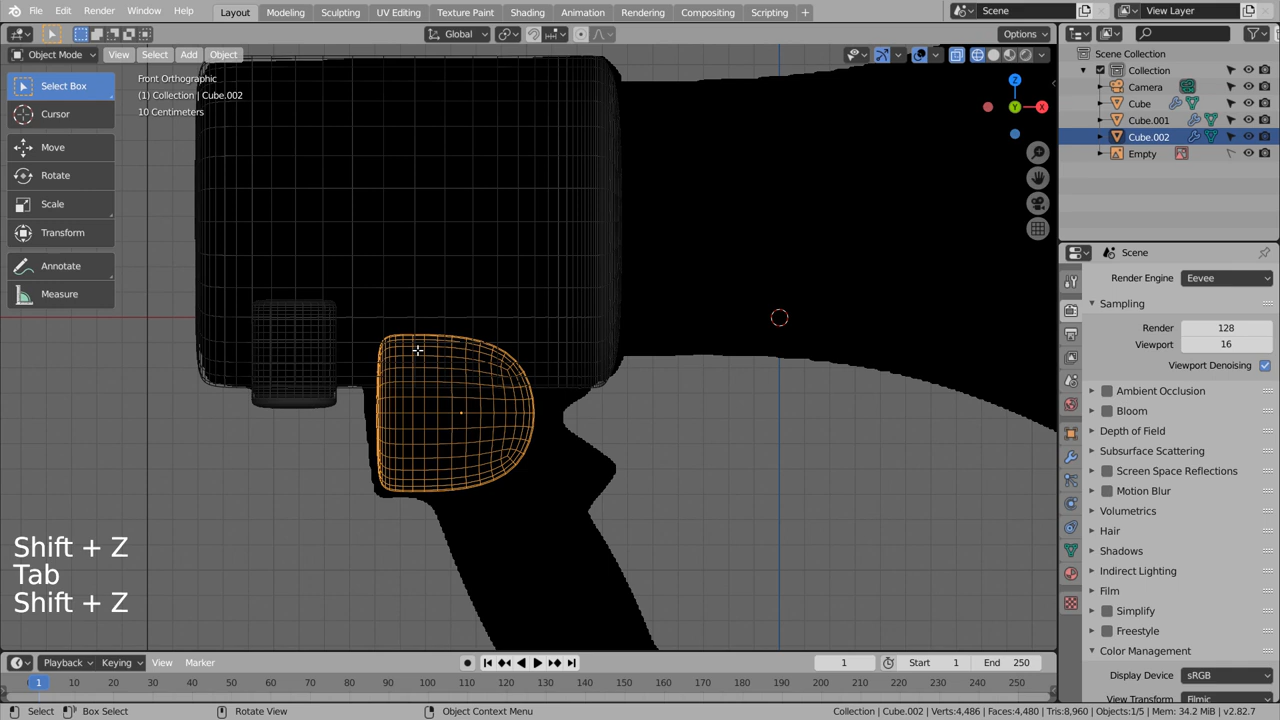 File Edit Render Window Help Layout Modeling Sculpting UV Editing Texture Paint Shading Animation Rendering Compositing Scripting + Scene View Layer
Global Options
Object Mode View Select Add Object
Select Box
Cursor
Move
Rotate
Scale
Transform
Annotate
Measure
Front Orthographic
(1) Collection | Cube.002
10 Centimeters
Z
Y
X
Shift + Z
Tab
Shift + Z
Scene Collection
Collection
Camera
Cube
Cube.001
Cube.002
Empty
Scene
Render Engine Eevee
Sampling
Render 128
Viewport 16
Viewport Denoising
Ambient Occlusion
Bloom
Depth of Field
Subsurface Scattering
Screen Space Reflections
Motion Blur
Volumetrics
Hair
Shadows
Indirect Lighting
Film
Simplify
Freestyle
Color Management
Display Device sRGB
View Transform Filmic
Playback Keying View Marker 1 Start 1 End 250
1 10 20 30 40 50 60 70 80 90 100 110 120 130 140 150 160 170 180 190 200 210 220 230 240 250
Select Box Select Rotate View Object Context Menu Collection | Cube.002 | Verts:4,486 | Faces:4,480 | Tris:8,960 | Objects:1/5 | Mem: 34.2 MiB | v2.82.7